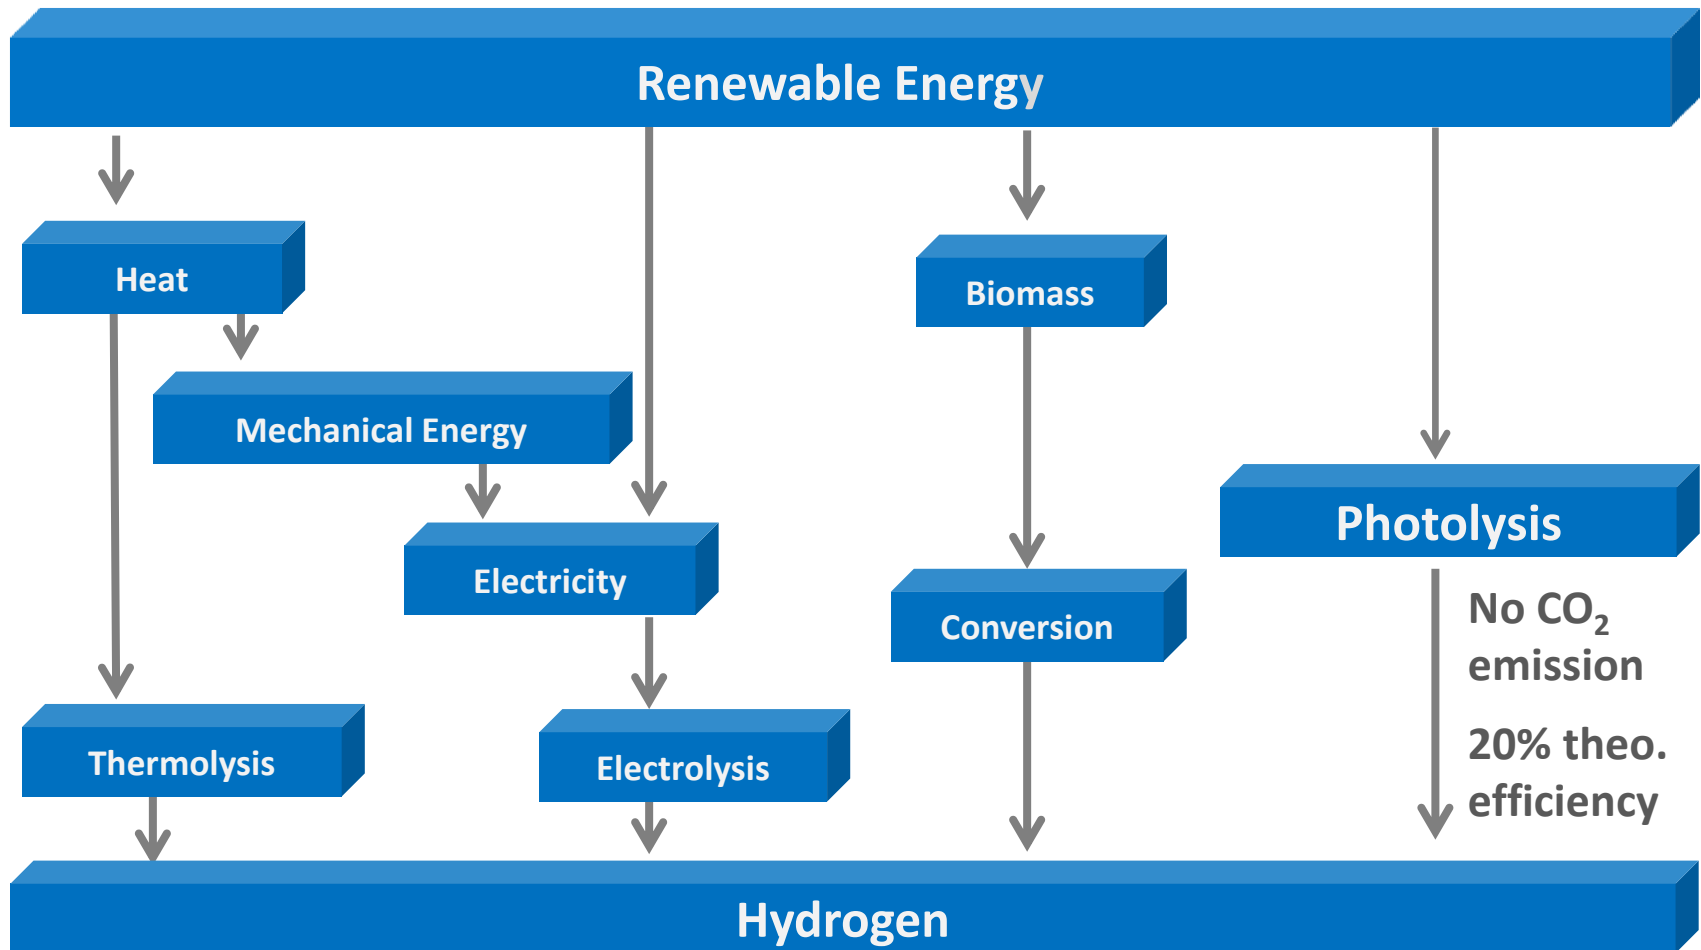 Renewable Energy
Heat
Biomass
Mechanical Energy
Photolysis
Electricity
Conversion
No CO₂
emission
Thermolysis
Electrolysis
20% theo.
efficiency
Hydrogen